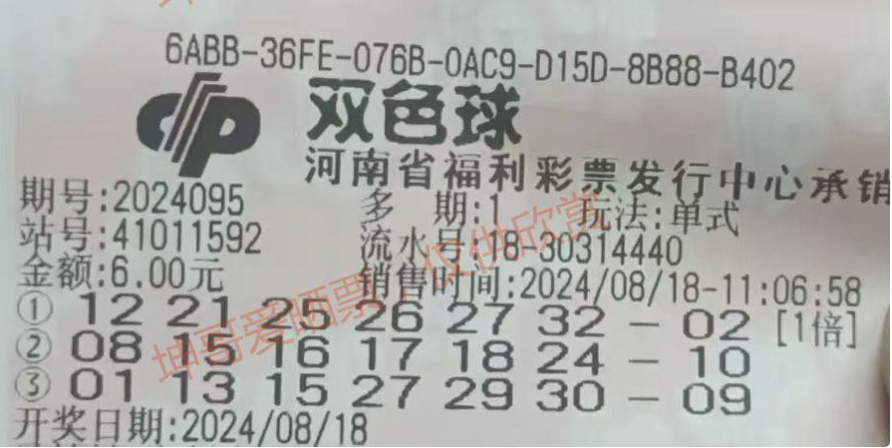 6ABB-36FE-076B-0AC9-D15D-8B88-B402
双色球
河南省福利彩票发行中心承销
期号:2024095 多 期:1 玩法:单式
站号:41011592 流水号:18-30314440
金额:6.00元 销售时间:2024/08/18-11:06:58
① 12 21 25 26 27 32 - 02 [1倍]
② 08 15 16 17 18 24 - 10
③ 01 13 15 27 29 30 - 09
开奖日期:2024/08/18
坤哥爱晒票,仅供欣赏